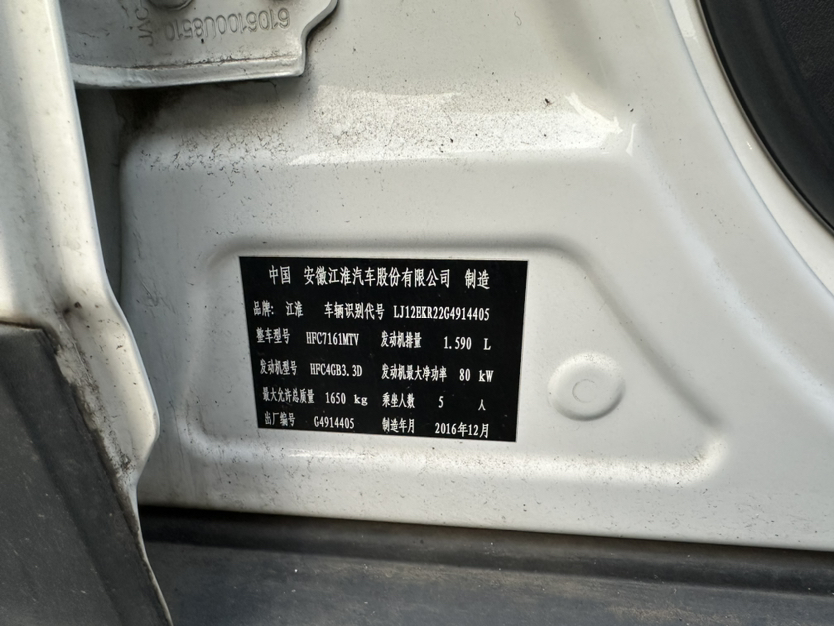 中国 安徽江淮汽车股份有限公司 制造
品牌: 江淮 车辆识别代号 LJ12EKR22G4914405
整车型号 HFC7161MTV 发动机排量 1.590 L
发动机型号 HFC4GB3.3D 发动机最大净功率 80 kW
最大允许总质量 1650 kg 乘坐人数 5 人
出厂编号 G4914405 制造年月 2016年12月